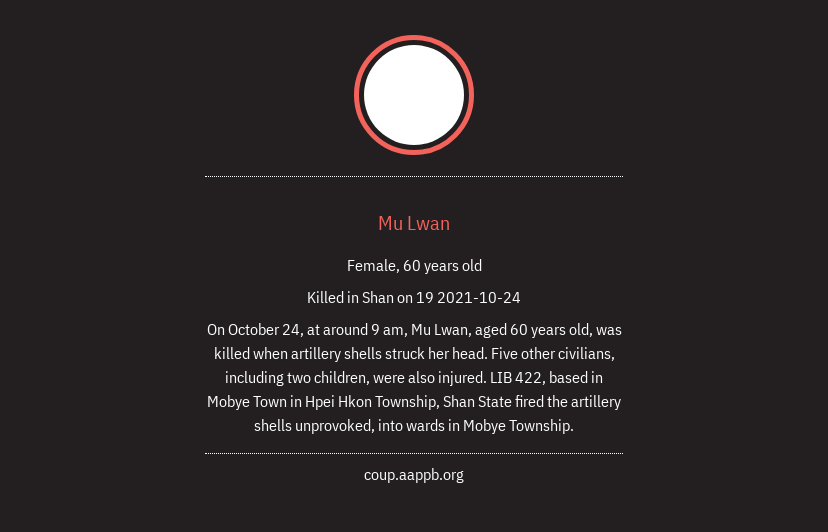 Mu Lwan
Female, 60 years old
Killed in Shan on 19 2021-10-24
On October 24, at around 9 am, Mu Lwan, aged 60 years old, was
killed when artillery shells struck her head. Five other civilians,
including two children, were also injured. LIB 422, based in
Mobye Town in Hpei Hkon Township, Shan State fired the artillery
shells unprovoked, into wards in Mobye Township.
coup.aappb.org